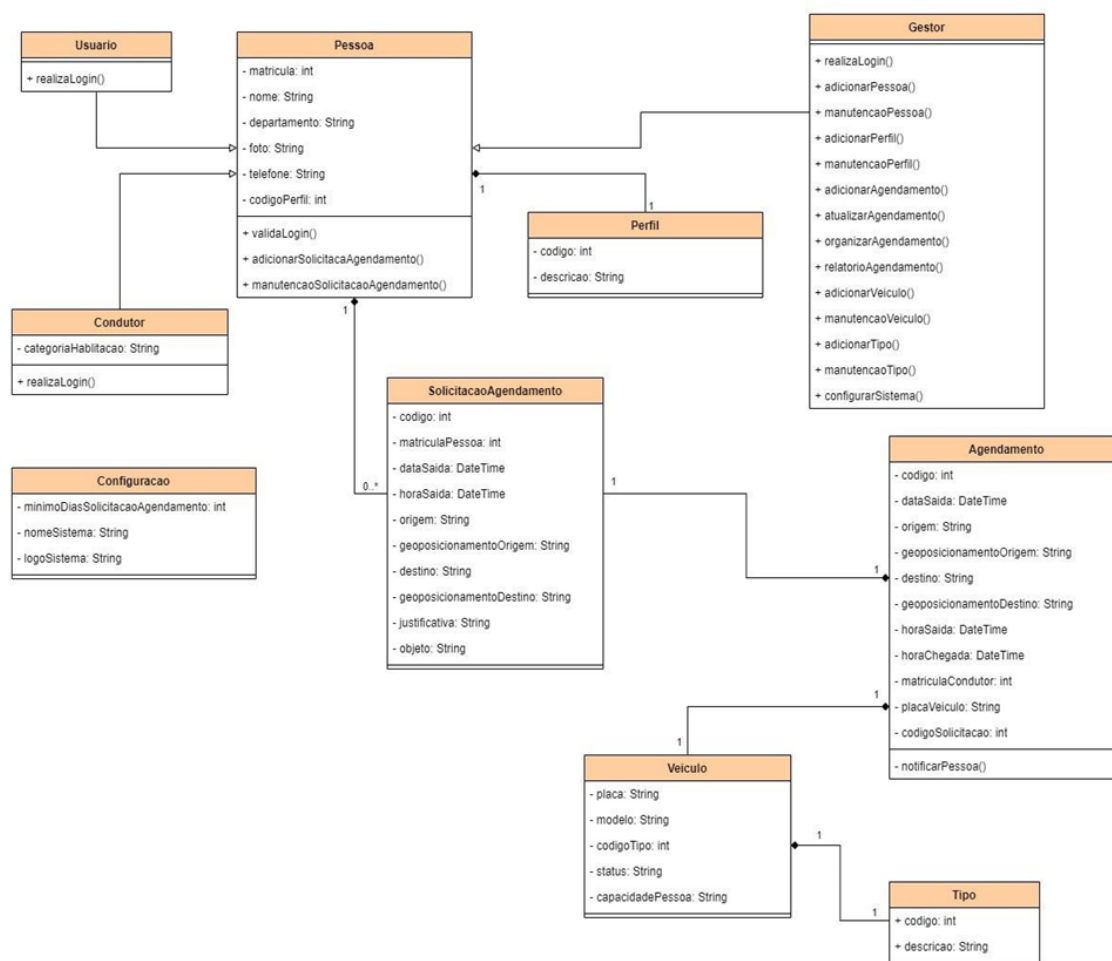 Usuario
+ realizaLogin()
Pessoa
- matricula: int
- nome: String
- departamento: String
- foto: String
- telefone: String
- codigoPerfil: int
+ validaLogin()
+ adicionarSolicitacaAgendamento()
+ manutencaoSolicitacaoAgendamento()
Gestor
+ realizaLogin()
+ adicionarPessoa()
+ manutencaoPessoa()
+ adicionarPerfil()
+ manutencaoPerfil()
+ adicionarAgendamento()
+ atualizarAgendamento()
+ organizarAgendamento()
+ relatorioAgendamento()
+ adicionarVeiculo()
+ manutencaoVeiculo()
+ adicionarTipo()
+ manutencaoTipo()
+ configurarSistema()
1
1
Perfil
- codigo: int
- descricao: String
1
Condutor
- categoriaHablitacao: String
+ realizaLogin()
SolicitacaoAgendamento
- codigo: int
- matriculaPessoa: int
- dataSaida: DateTime
- horaSaida: DateTime
- origem: String
- geoposicionamentoOrigem: String
- destino: String
- geoposicionamentoDestino: String
- justificativa: String
- objeto: String
0..*
1
1
Configuracao
- minimoDiasSolicitacaoAgendamento: int
- nomeSistema: String
- logoSistema: String
Agendamento
- codigo: int
- dataSaida: DateTime
- origem: String
- geoposicionamentoOrigem: String
- destino: String
- geoposicionamentoDestino: String
- horaSaida: DateTime
- horaChegada: DateTime
- matriculaCondutor: int
- placaVeiculo: String
- codigoSolicitacao: int
- notificarPessoa()
1
1
Veiculo
- placa: String
- modelo: String
- codigoTipo: int
- status: String
- capacidadePessoa: String
1
1
Tipo
+ codigo: int
+ descricao: String